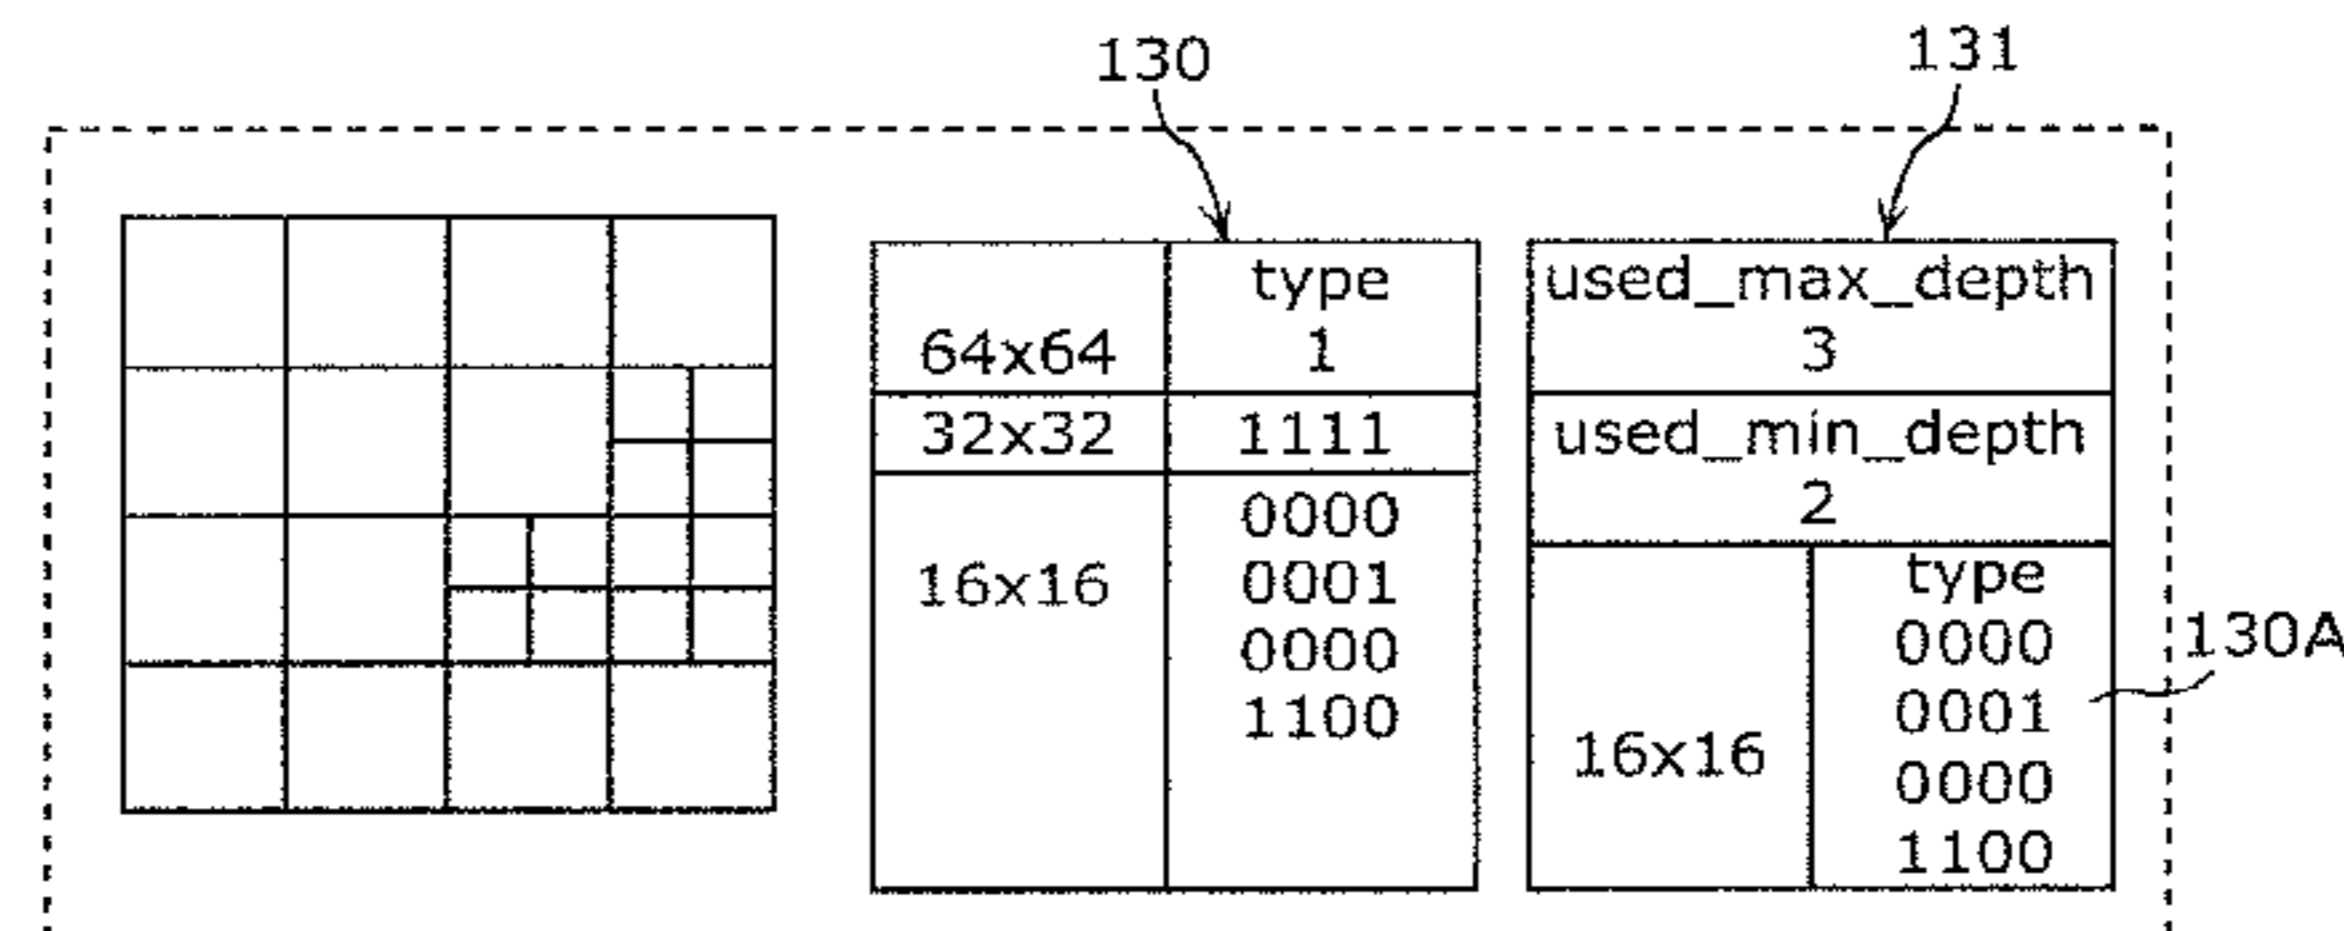 130
131
type
64x64 1
32x32 1111
0000
16x16 0001
0000
1100
used_max_depth
3
used_min_depth
2
type
0000
0001
16x16
0000
1100
130A